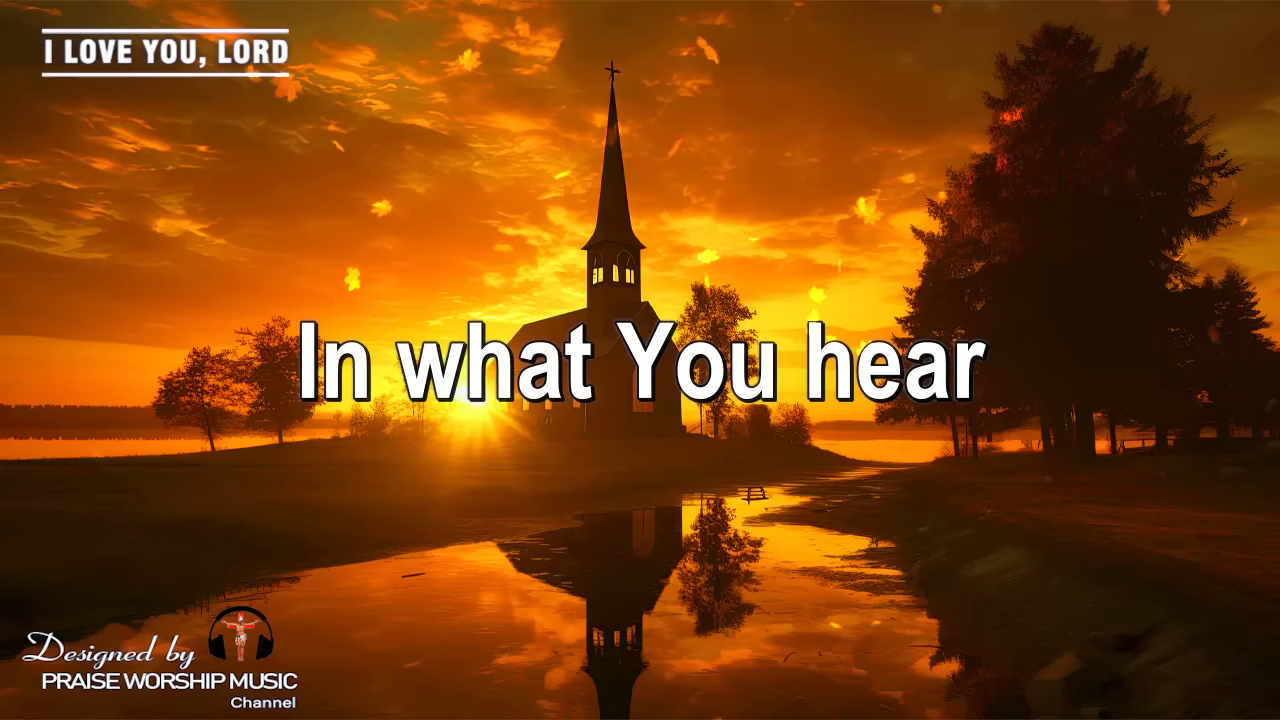 I LOVE YOU, LORD
In what You hear
Designed by
PRAISE WORSHIP MUSIC
Channel